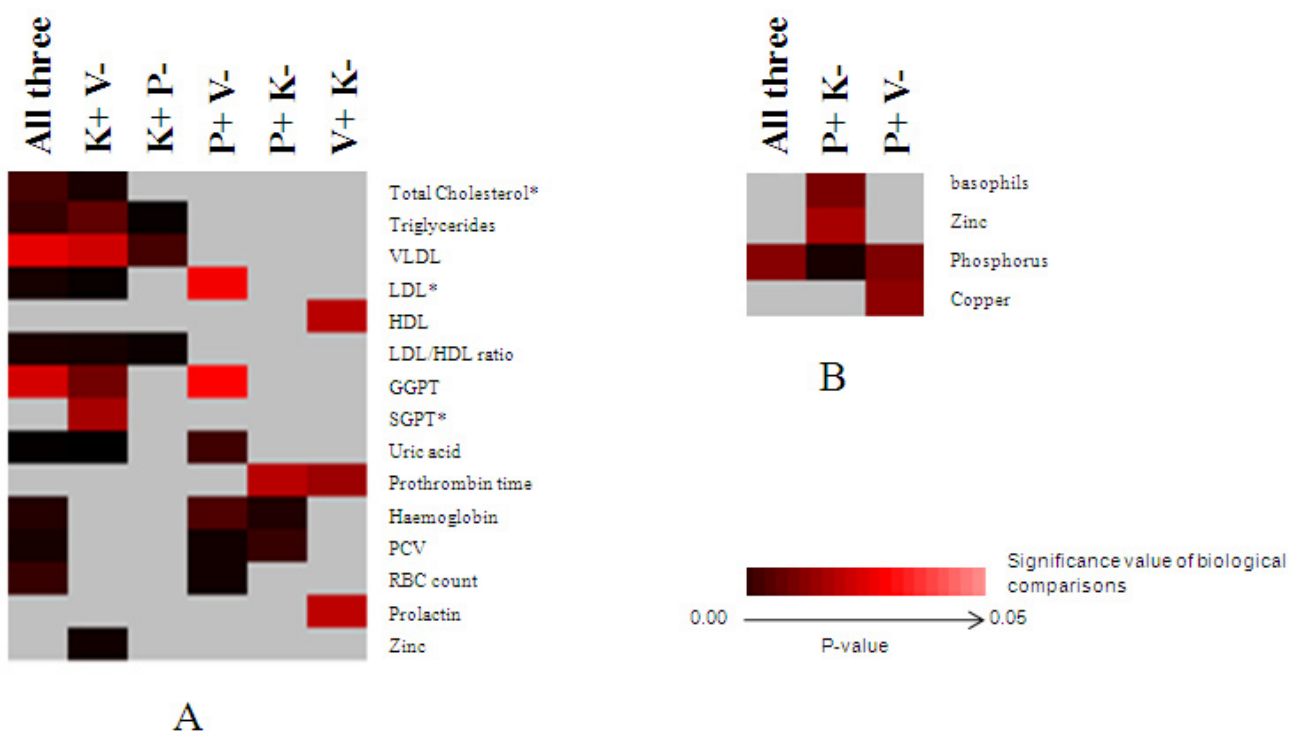 All three
K+ V-
K+ P-
P+ V-
P+ K-
V+ K-
Total Cholesterol*
Triglycerides
VLDL
LDL*
HDL
LDL/HDL ratio
GGPT
SGPT*
Uric acid
Prothrombin time
Haemoglobin
PCV
RBC count
Prolactin
Zinc
A
All three
P+ K-
P+ V-
basophils
Zinc
Phosphorus
Copper
B
Significance value of biological
comparisons
0.00
0.05
P-value